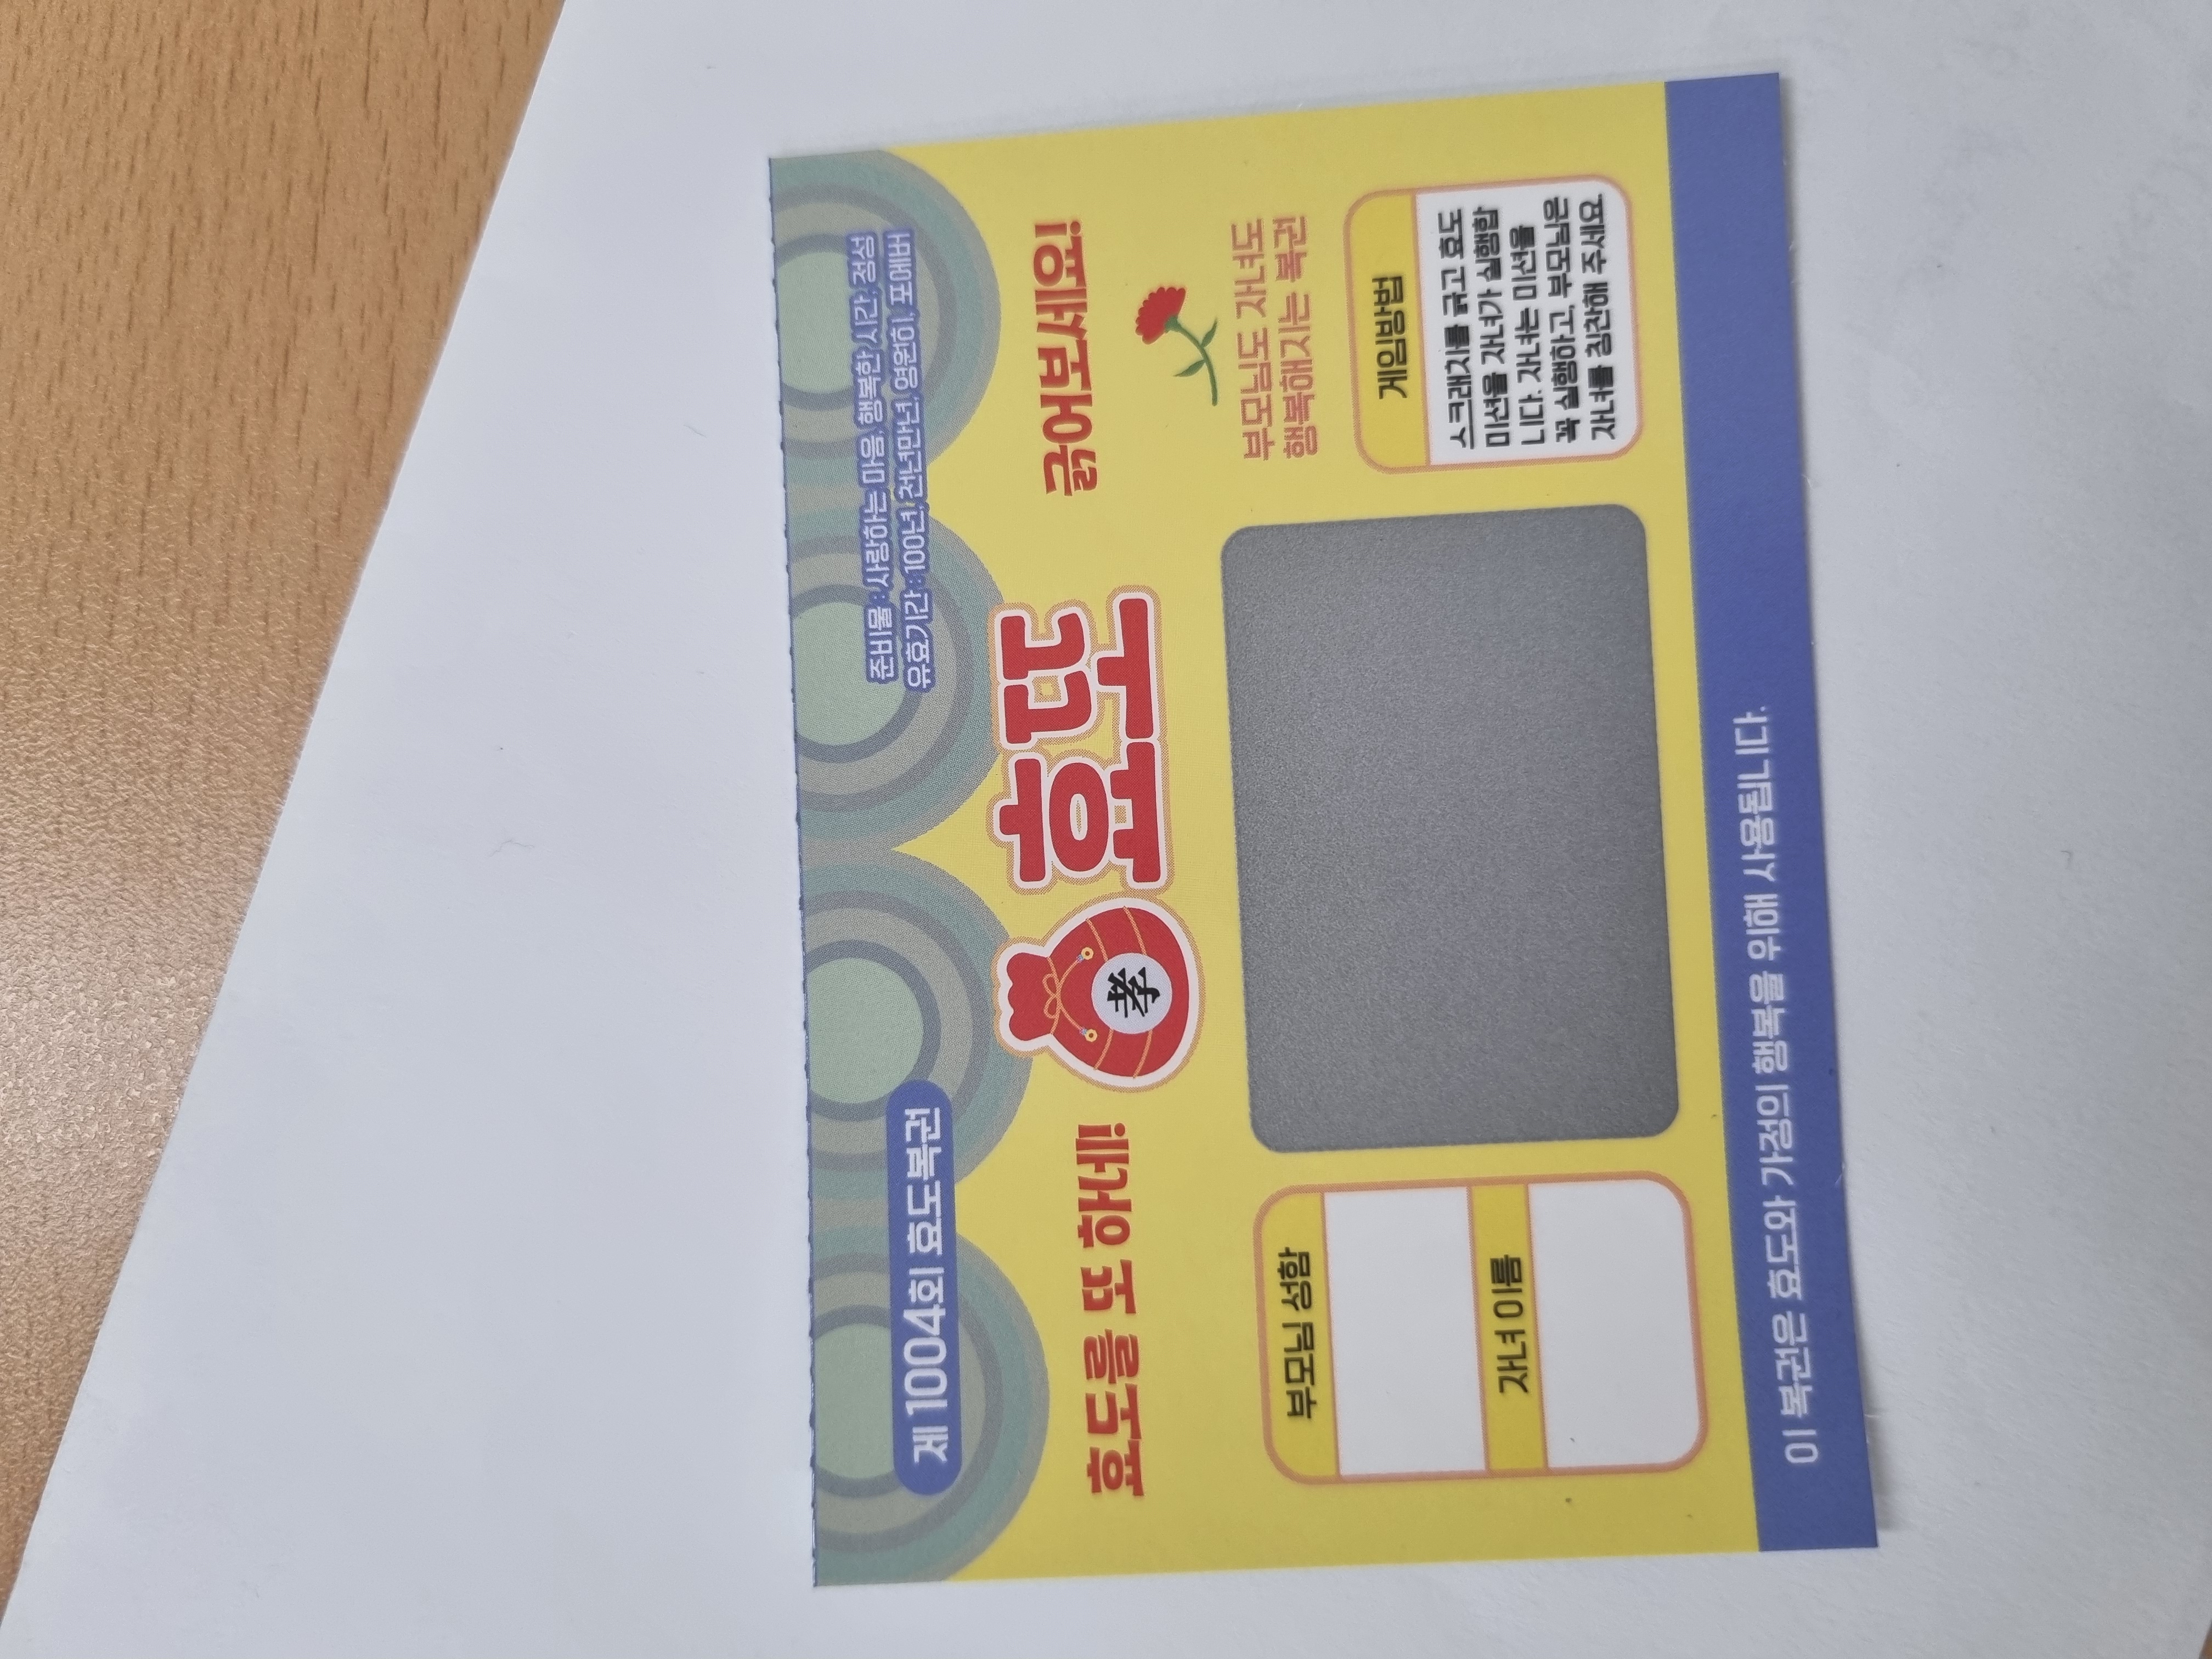 제 1004회 효도복권
준비물 : 사랑하는 마음, 행복한 시간, 정성
유효기간 : 100년, 천년만년, 영원히, 포에버
효도를 또 하네!
孝
효또
긁어보세요!
부모님도 자녀도
행복해지는 복권
부모님 성함
자녀 이름
게임방법
스크래치를 긁고 효도
미션을 자녀가 실행합
니다. 자녀는 미션을
꼭 실행하고, 부모님은
자녀를 칭찬해 주세요.
이 복권은 효도와 가정의 행복을 위해 사용됩니다.